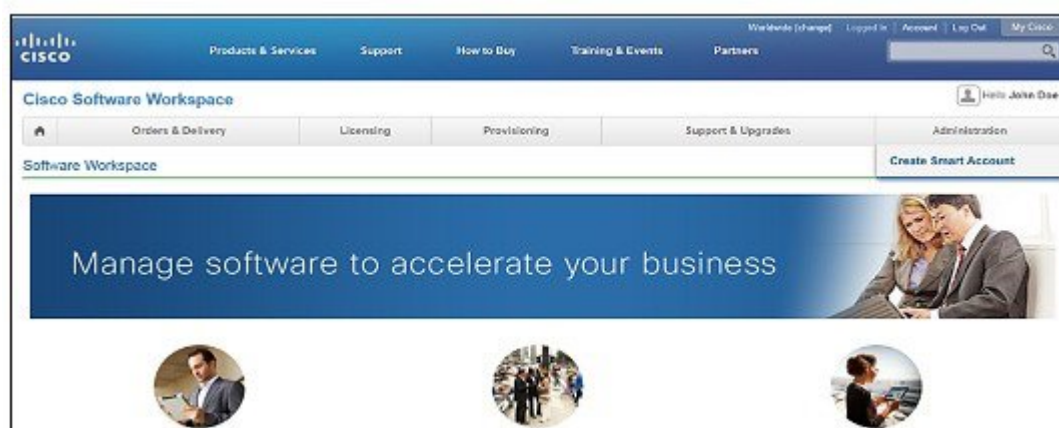 Worldwide [change] Logged In Account Log Out My Cisco
CISCO
Products & Services Support How to Buy Training & Events Partners
Cisco Software Workspace
Hello John Doe
Orders & Delivery Licensing Provisioning Support & Upgrades Administration
Software Workspace
Create Smart Account
Manage software to accelerate your business